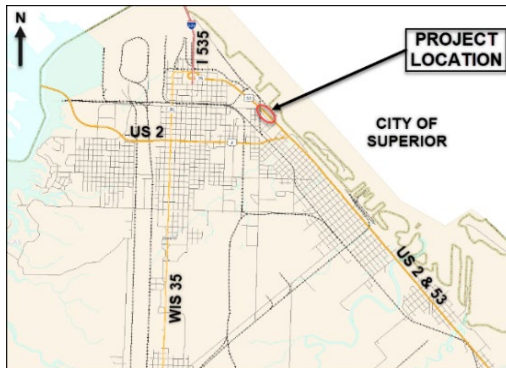 N
I 535
PROJECT
LOCATION
CITY OF
SUPERIOR
US 2
US 2 & 53
WIS 35